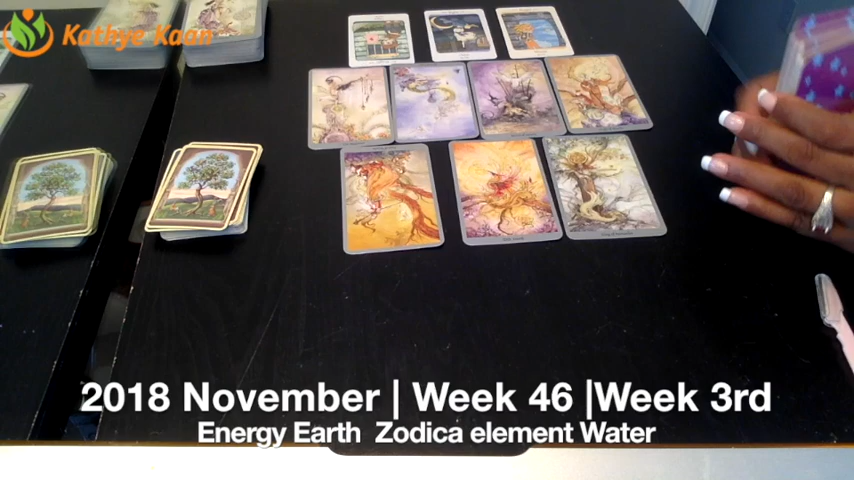 Kathye Kaan
2018 November | Week 46 |Week 3rd
Energy Earth Zodica element Water